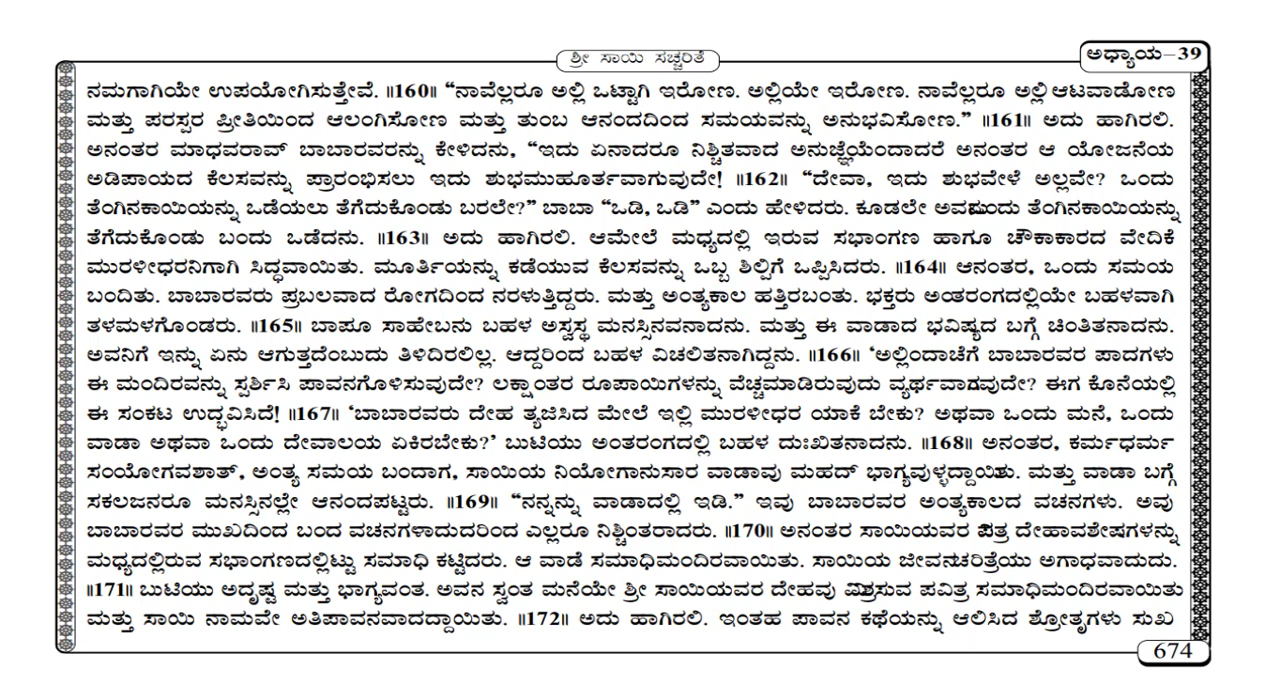 ಶ್ರೀ ಸಾಯಿ ಸಚ್ಚರಿತೆ
ಅಧ್ಯಾಯ-39
ನಮಗಾಗಿಯೇ ಉಪಯೋಗಿಸುತ್ತೇವೆ. ॥160॥ “ನಾವೆಲ್ಲರೂ ಅಲ್ಲಿ ಒಟ್ಟಾಗಿ ಇರೋಣ. ಅಲ್ಲಿಯೇ ಇರೋಣ. ನಾವೆಲ್ಲರೂ ಅಲ್ಲಿ ಆಟವಾಡೋಣ
ಮತ್ತು ಪರಸ್ಪರ ಪ್ರೀತಿಯಿಂದ ಆಲಂಗಿಸೋಣ ಮತ್ತು ತುಂಬ ಆನಂದದಿಂದ ಸಮಯವನ್ನು ಅನುಭವಿಸೋಣ.” ॥161॥ ಅದು ಹಾಗಿರಲಿ.
ಅನಂತರ ಮಾಧವರಾವ್ ಬಾಬಾರವರನ್ನು ಕೇಳಿದನು, “ಇದು ಏನಾದರೂ ನಿಶ್ಚಿತವಾದ ಅನುಜ್ಞೆಯೆಂದಾದರೆ ಅನಂತರ ಆ ಯೋಜನೆಯ
ಅಡಿಪಾಯದ ಕೆಲಸವನ್ನು ಪ್ರಾರಂಭಿಸಲು ಇದು ಶುಭಮುಹೂರ್ತವಾಗುವುದೇ! ॥162॥ “ದೇವಾ, ಇದು ಶುಭವೇಳೆ ಅಲ್ಲವೇ? ಒಂದು
ತೆಂಗಿನಕಾಯಿಯನ್ನು ಒಡೆಯಲು ತೆಗೆದುಕೊಂಡು ಬರಲೇ?” ಬಾಬಾ “ಒಡಿ, ಒಡಿ” ಎಂದು ಹೇಳಿದರು. ಕೂಡಲೇ ತೆಂಗಿನಕಾಯಿಯನ್ನು
ತೆಗೆದುಕೊಂಡು ಬಂದು ಒಡೆದನು. ॥163॥ ಅದು ಹಾಗಿರಲಿ. ಆಮೇಲೆ ಮಧ್ಯದಲ್ಲಿ ಇರುವ ಸಭಾಂಗಣ ಹಾಗೂ ಚೌಕಾಕಾರದ ವೇದಿಕೆ
ಮುರಳೀಧರನಿಗಾಗಿ ಸಿದ್ಧವಾಯಿತು. ಮೂರ್ತಿಯನ್ನು ಕಡೆಯುವ ಕೆಲಸವನ್ನು ಒಬ್ಬ ಶಿಲ್ಪಿಗೆ ಒಪ್ಪಿಸಿದರು. ॥164॥ ಆನಂತರ, ಒಂದು ಸಮಯ
ಬಂದಿತು. ಬಾಬಾರವರು ಪ್ರಬಲವಾದ ರೋಗದಿಂದ ನರಳುತ್ತಿದ್ದರು. ಮತ್ತು ಅಂತ್ಯಕಾಲ ಹತ್ತಿರಬಂತು. ಭಕ್ತರು ಅಂತರಂಗದಲ್ಲಿಯೇ ಬಹಳವಾಗಿ
ತಳಮಳಗೊಂಡರು. ॥165॥ ಬಾಪೂ ಸಾಹೇಬನು ಬಹಳ ಅಸ್ವಸ್ಥ ಮನಸ್ಸಿನವನಾದನು. ಮತ್ತು ಈ ವಾಡಾದ ಭವಿಷ್ಯದ ಬಗ್ಗೆ ಚಿಂತಿತನಾದನು.
ಅವನಿಗೆ ಇನ್ನು ಏನು ಆಗುತ್ತದೆಂಬುದು ತಿಳಿದಿರಲಿಲ್ಲ. ಆದ್ದರಿಂದ ಬಹಳ ವಿಚಲಿತನಾಗಿದ್ದನು. ॥166॥ ‘ಅಲ್ಲಿಂದಾಚೆಗೆ ಬಾಬಾರವರ ಪಾದಗಳು
ಈ ಮಂದಿರವನ್ನು ಸ್ಪರ್ಶಿಸಿ ಪಾವನಗೊಳಿಸುವುದೇ? ಲಕ್ಷಾಂತರ ರೂಪಾಯಿಗಳನ್ನು ವೆಚ್ಚಮಾಡಿರುವುದು ಈಗ ಕೊನೆಯಲ್ಲಿ
ಈ ಸಂಕಟ ಉದ್ಭವಿಸಿದೆ! ॥167॥ ‘ಬಾಬಾರವರು ದೇಹ ತ್ಯಜಿಸಿದ ಮೇಲೆ ಇಲ್ಲಿ ಮುರಳೀಧರ ಯಾಕೆ ಬೇಕು? ಅಥವಾ ಒಂದು ಮನೆ, ಒಂದು
ವಾಡಾ ಅಥವಾ ಒಂದು ದೇವಾಲಯ ಏಕಿರಬೇಕು?’ ಬುಟಿಯು ಅಂತರಂಗದಲ್ಲಿ ಬಹಳ ದುಃಖಿತನಾದನು. ॥168॥ ಅನಂತರ, ಕರ್ಮಧರ್ಮ
ಸಂಯೋಗವಶಾತ್, ಅಂತ್ಯ ಸಮಯ ಬಂದಾಗ, ಸಾಯಿಯ ನಿಯೋಗಾನುಸಾರ ವಾಡಾವು ಮಹದ್ ಭಾಗ್ಯವುಳ್ಳದ್ದಾಯಿತು. ಮತ್ತು ವಾಡಾ ಬಗ್ಗೆ
ಸಕಲಜನರೂ ಮನಸ್ಸಿನಲ್ಲೇ ಆನಂದಪಟ್ಟರು. ॥169॥ “ನನ್ನನ್ನು ವಾಡಾದಲ್ಲಿ ಇಡಿ.” ಇವು ಬಾಬಾರವರ ಅಂತ್ಯಕಾಲದ ವಚನಗಳು. ಅವು
ಬಾಬಾರವರ ಮುಖದಿಂದ ಬಂದ ವಚನಗಳಾದುದರಿಂದ ಎಲ್ಲರೂ ನಿಶ್ಚಿಂತರಾದರು. ॥170॥ ಅನಂತರ ಸಾಯಿಯವರ ದೇಹಾವಶೇಷಗಳನ್ನು
ಮಧ್ಯದಲ್ಲಿರುವ ಸಭಾಂಗಣದಲ್ಲಿಟ್ಟು ಸಮಾಧಿ ಕಟ್ಟಿದರು. ಆ ವಾಡೆ ಸಮಾಧಿಮಂದಿರವಾಯಿತು. ಸಾಯಿಯ ಜೀವನಚರಿತ್ರೆಯು ಅಗಾಧವಾದುದು.
॥171॥ ಬುಟಿಯು ಅದೃಷ್ಟ ಮತ್ತು ಭಾಗ್ಯವಂತ. ಅವನ ಸ್ವಂತ ಮನೆಯೇ ಶ್ರೀ ಸಾಯಿಯವರ ದೇಹವು ಪವಿತ್ರ ಸಮಾಧಿಮಂದಿರವಾಯಿತು
ಮತ್ತು ಸಾಯಿ ನಾಮವೇ ಅತಿಪಾವನವಾದದ್ದಾಯಿತು. ॥172॥ ಅದು ಹಾಗಿರಲಿ. ಇಂತಹ ಪಾವನ ಕಥೆಯನ್ನು ಆಲಿಸಿದ ಶ್ರೋತೃಗಳು ಸುಖ
674